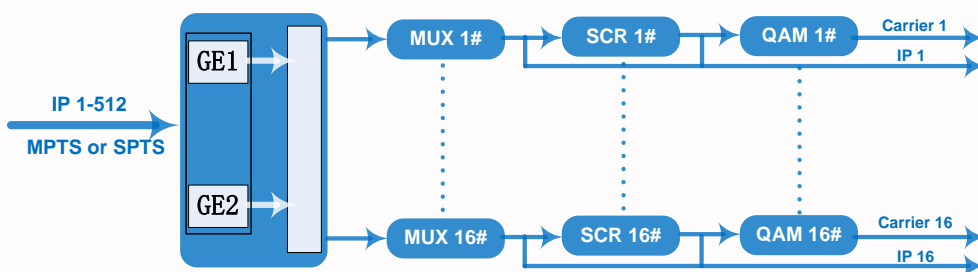 IP 1-512
MPTS or SPTS
GE1
GE2
MUX 1#
SCR 1#
QAM 1#
Carrier 1
IP 1
MUX 16#
SCR 16#
QAM 16#
Carrier 16
IP 16